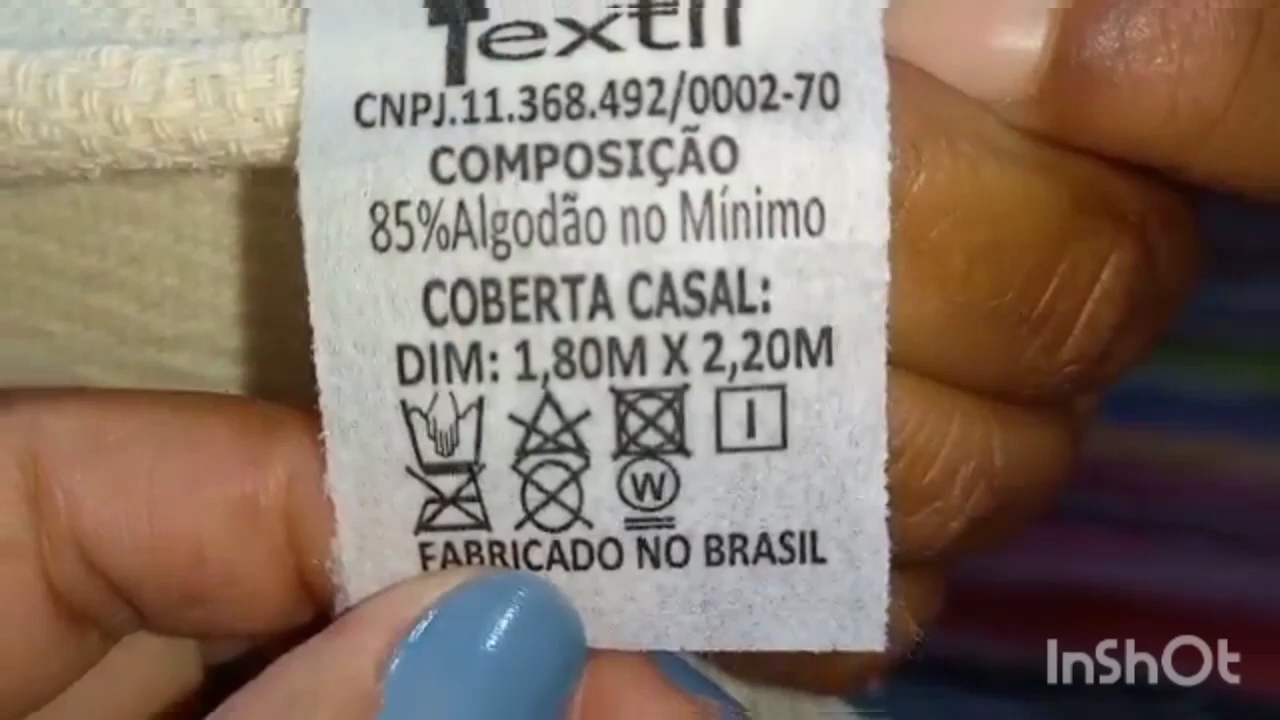 Textil
CNPJ.11.368.492/0002-70
COMPOSIÇÃO
85%Algodão no Mínimo
COBERTA CASAL:
DIM: 1,80M X 2,20M
W
FABRICADO NO BRASIL
InShOt